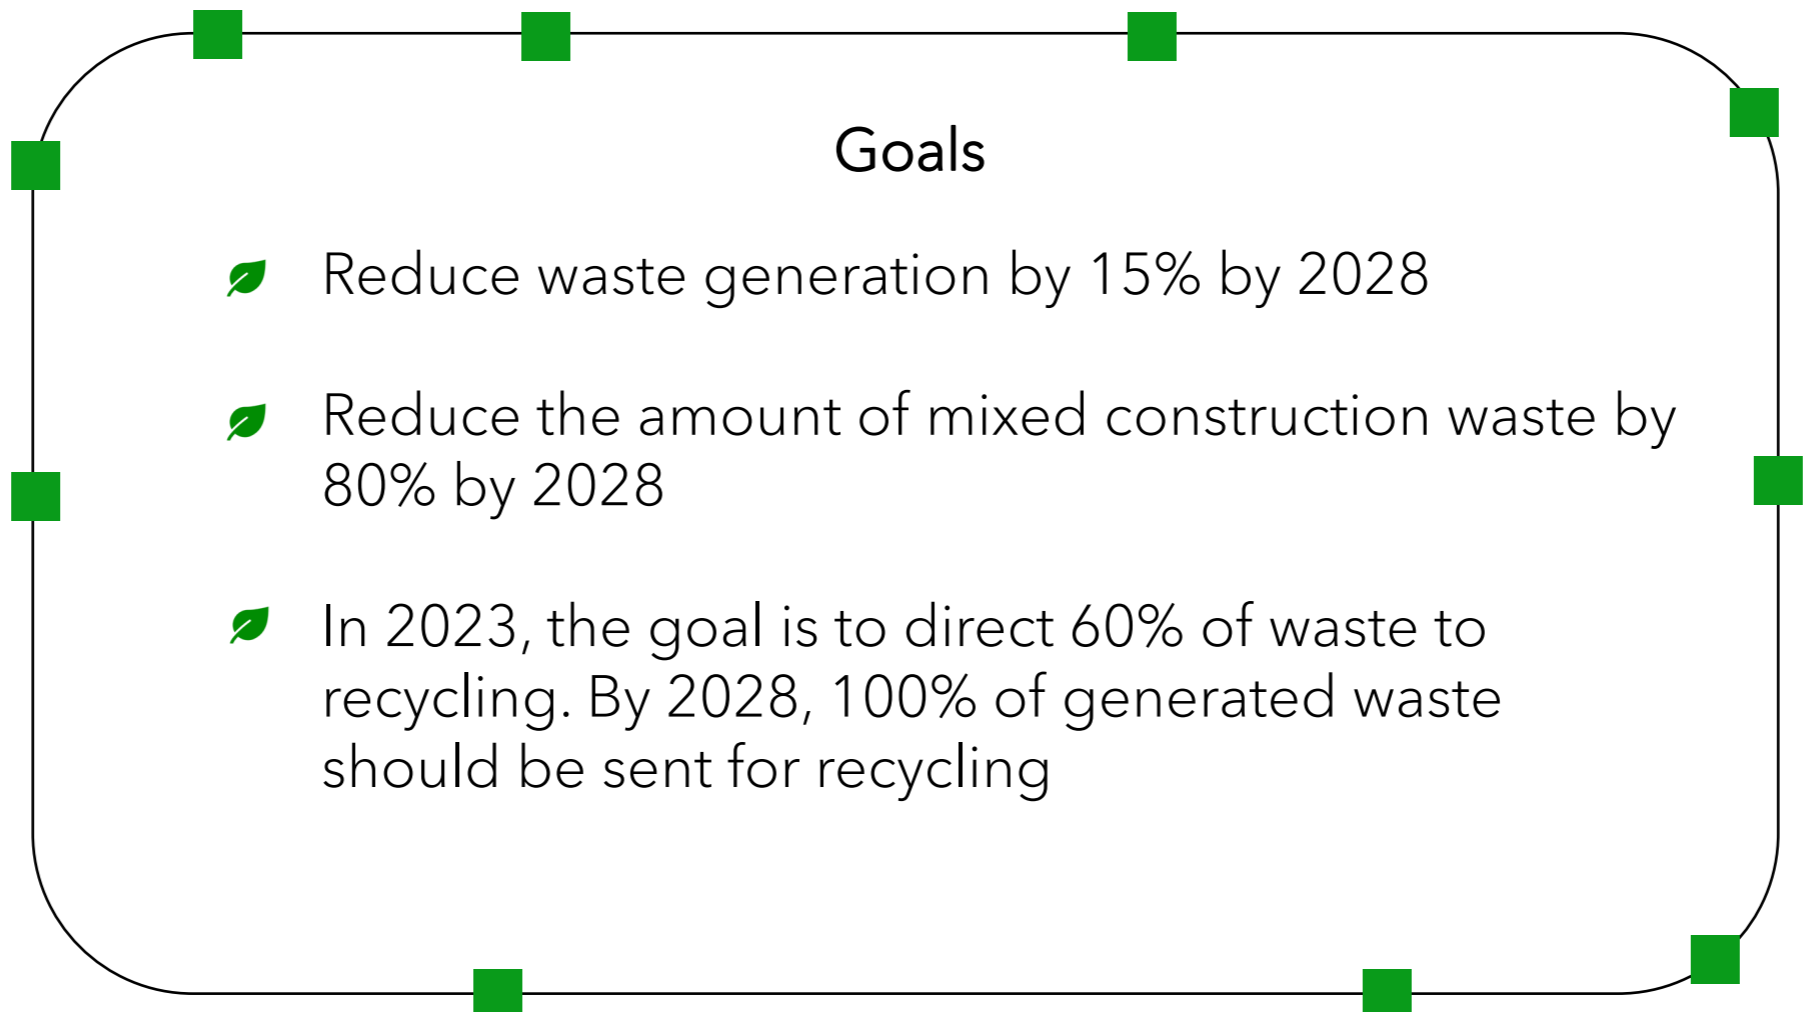 Goals
Reduce waste generation by 15% by 2028
Reduce the amount of mixed construction waste by
80% by 2028
In 2023, the goal is to direct 60% of waste to
recycling. By 2028, 100% of generated waste
should be sent for recycling